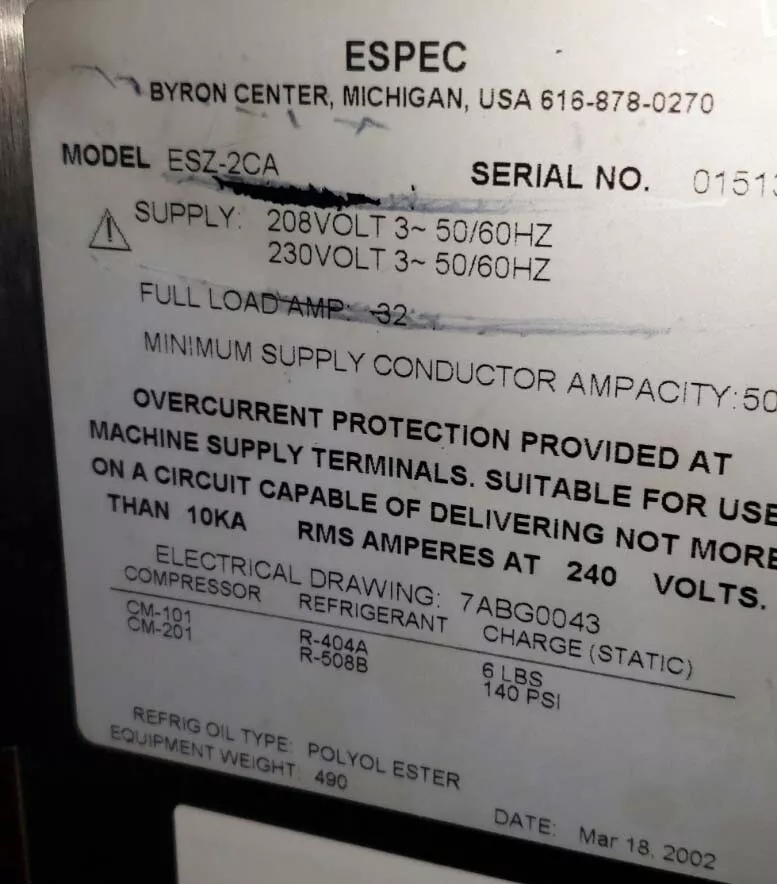 ESPEC
BYRON CENTER, MICHIGAN, USA 616-878-0270
MODEL ESZ-2CA SERIAL NO. 0151
SUPPLY: 208VOLT 3~ 50/60HZ
230VOLT 3~ 50/60HZ
FULL LOAD AMP: 32
MINIMUM SUPPLY CONDUCTOR AMPACITY: 50
OVERCURRENT PROTECTION PROVIDED AT
MACHINE SUPPLY TERMINALS. SUITABLE FOR USE
ON A CIRCUIT CAPABLE OF DELIVERING NOT MORE
THAN 10KA RMS AMPERES AT 240 VOLTS.
ELECTRICAL DRAWING: 7ABG0043
COMPRESSOR REFRIGERANT CHARGE (STATIC)
CM-101 R-404A 6 LBS
CM-201 R-508B 140 PSI
REFRIG OIL TYPE: POLYOL ESTER
EQUIPMENT WEIGHT: 490
DATE: Mar 18, 2002